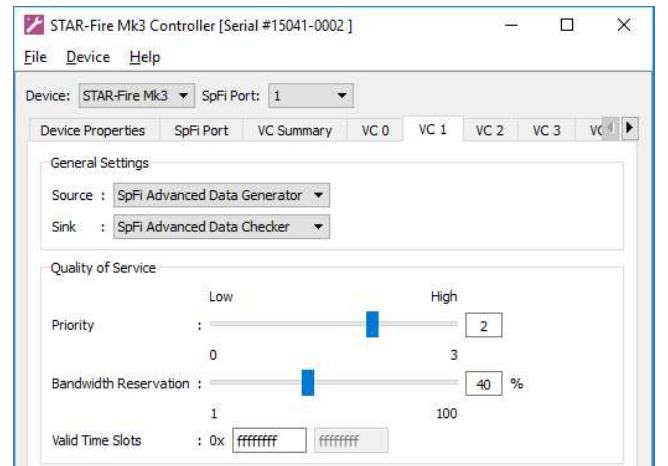 STAR-Fire Mk3 Controller [Serial #15041-0002 ]
File Device Help
Device: STAR-Fire Mk3 SpFi Port: 1
Device Properties SpFi Port VC Summary VC 0 VC 1 VC 2 VC 3
General Settings
Source : SpFi Advanced Data Generator
Sink : SpFi Advanced Data Checker
Quality of Service
Low High
Priority : 2
0 3
Bandwidth Reservation : 40 %
1 100
Valid Time Slots : 0x ffffffff ffffffff